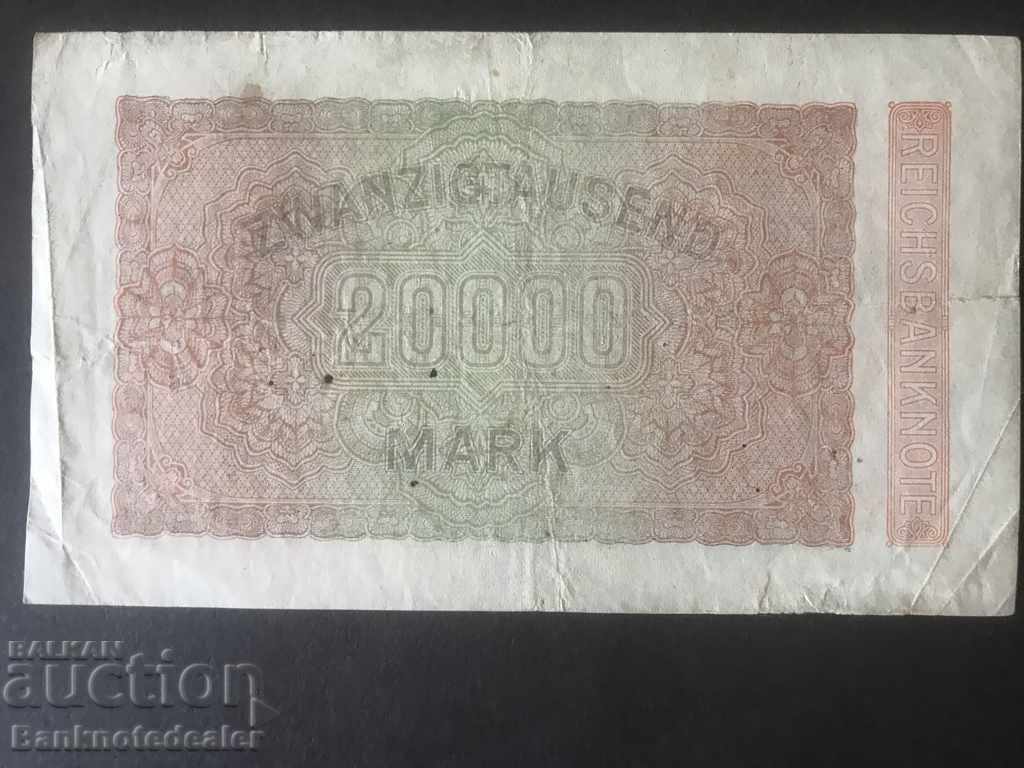 ZWANZIGTAUSEND
20000
MARK
REICHSBANKNOTE
BALKAN
auction
Banknotedealer